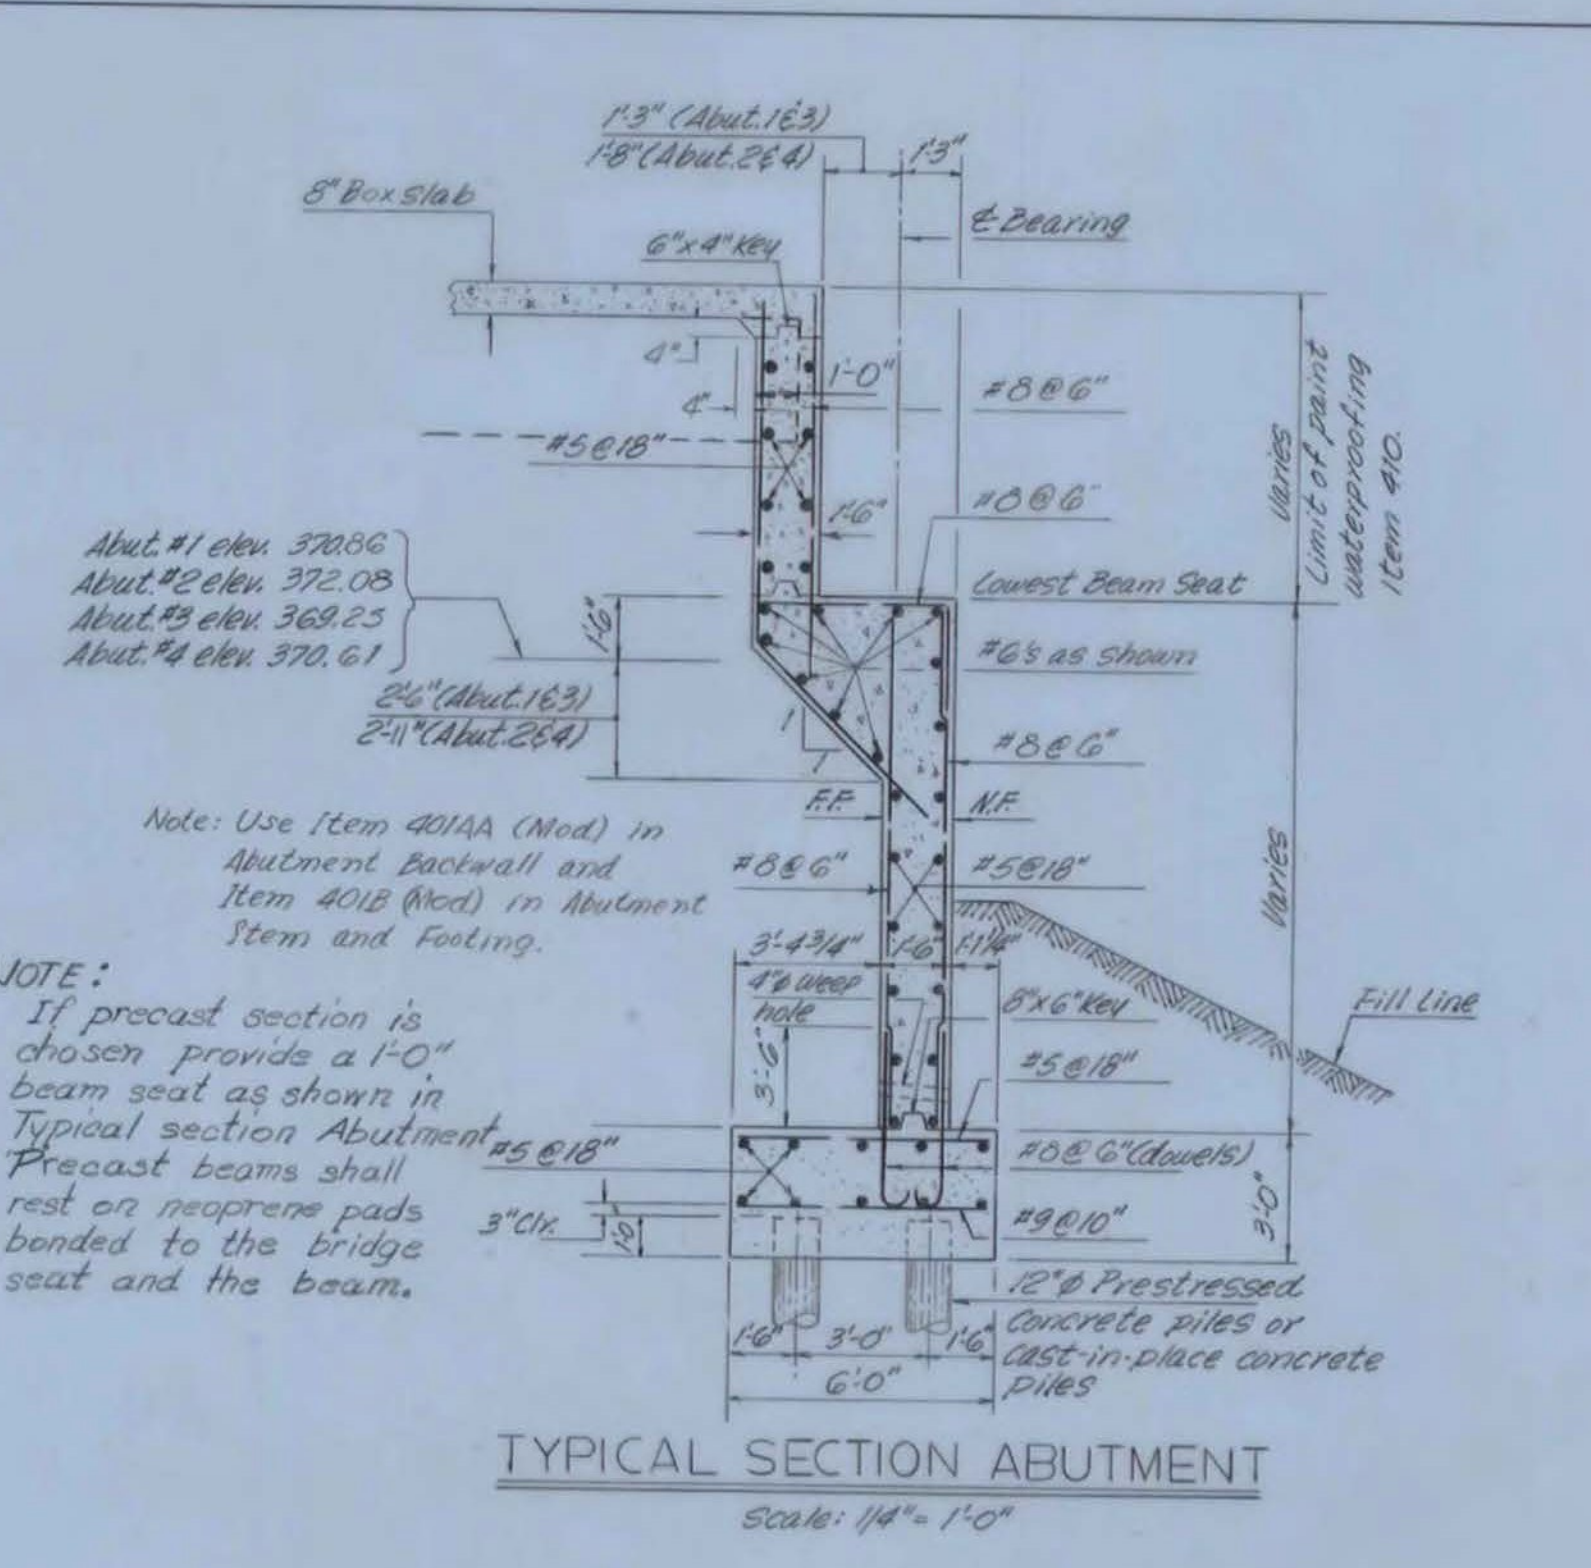 1'-3" (Abut. 1&3)
1'-8" (Abut. 2&4)
1'-3"
8" Box Slab
℄ Bearing
6"x4" Key
4"
1'-0"
#8@6"
4"
#5@18"
Varies
Limit of paint
waterproofing
Item 410.
#8@6"
1'-6"
Abut. #1 elev. 370.86
Abut. #2 elev. 372.08
Abut. #3 elev. 369.25
Abut. #4 elev. 370.61
Lowest Beam Seat
1'-6"
#6's as shown
2'-6" (Abut. 1&3)
2'-11" (Abut. 2&4)
1
1
#8@6"
F.F.
N.F.
Note: Use Item 401AA (Mod) in
Abutment Backwall and
Item 401B (Mod) in Abutment
Stem and Footing.
#8@6"
#5@18"
Varies
3'-4 3/4"
1'-6"
1'-1 1/4"
4"ø weep
hole
8"x6" Key
Fill Line
3'-6"
#5@18"
NOTE:
If precast section is
chosen provide a 1'-0"
beam seat as shown in
Typical section Abutment
Precast beams shall
rest on neoprene pads
bonded to the bridge
seat and the beam.
#5@18"
#8@6" (dowels)
3" Clr.
1'-0"
#9@10"
3'-0"
12"ø Prestressed
Concrete piles or
cast-in-place concrete
piles
1'-6"
3'-0"
1'-6"
6'-0"
TYPICAL SECTION ABUTMENT
Scale: 1/4" = 1'-0"